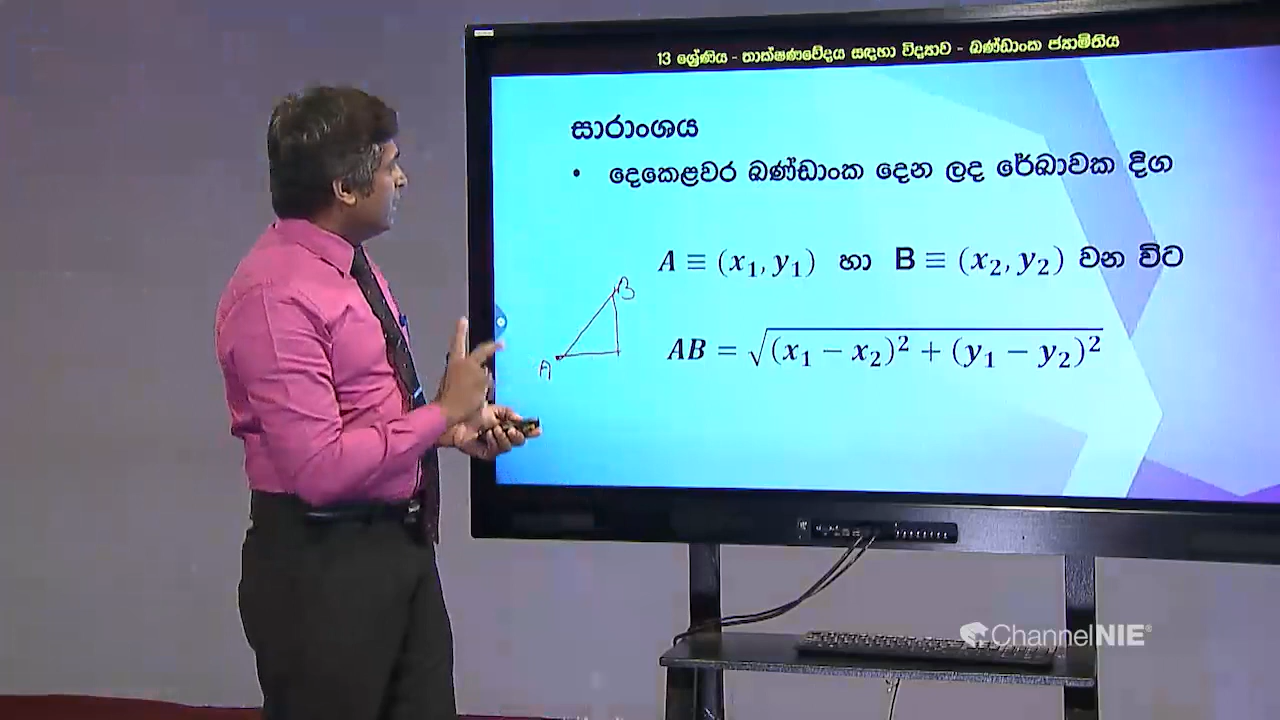 13 ශ්‍රේණිය - තාක්ෂණවේදය සඳහා විද්‍යාව - ඛණ්ඩාංක ජ්‍යාමිතිය
සාරාංශය
• දෙකෙළවර ඛණ්ඩාංක දෙන ලද රේඛාවක දිග
A ≡ (x₁, y₁) හා B ≡ (x₂, y₂) වන විට
B
AB = √(x₁ − x₂)² + (y₁ − y₂)²
A
ChannelNIE®